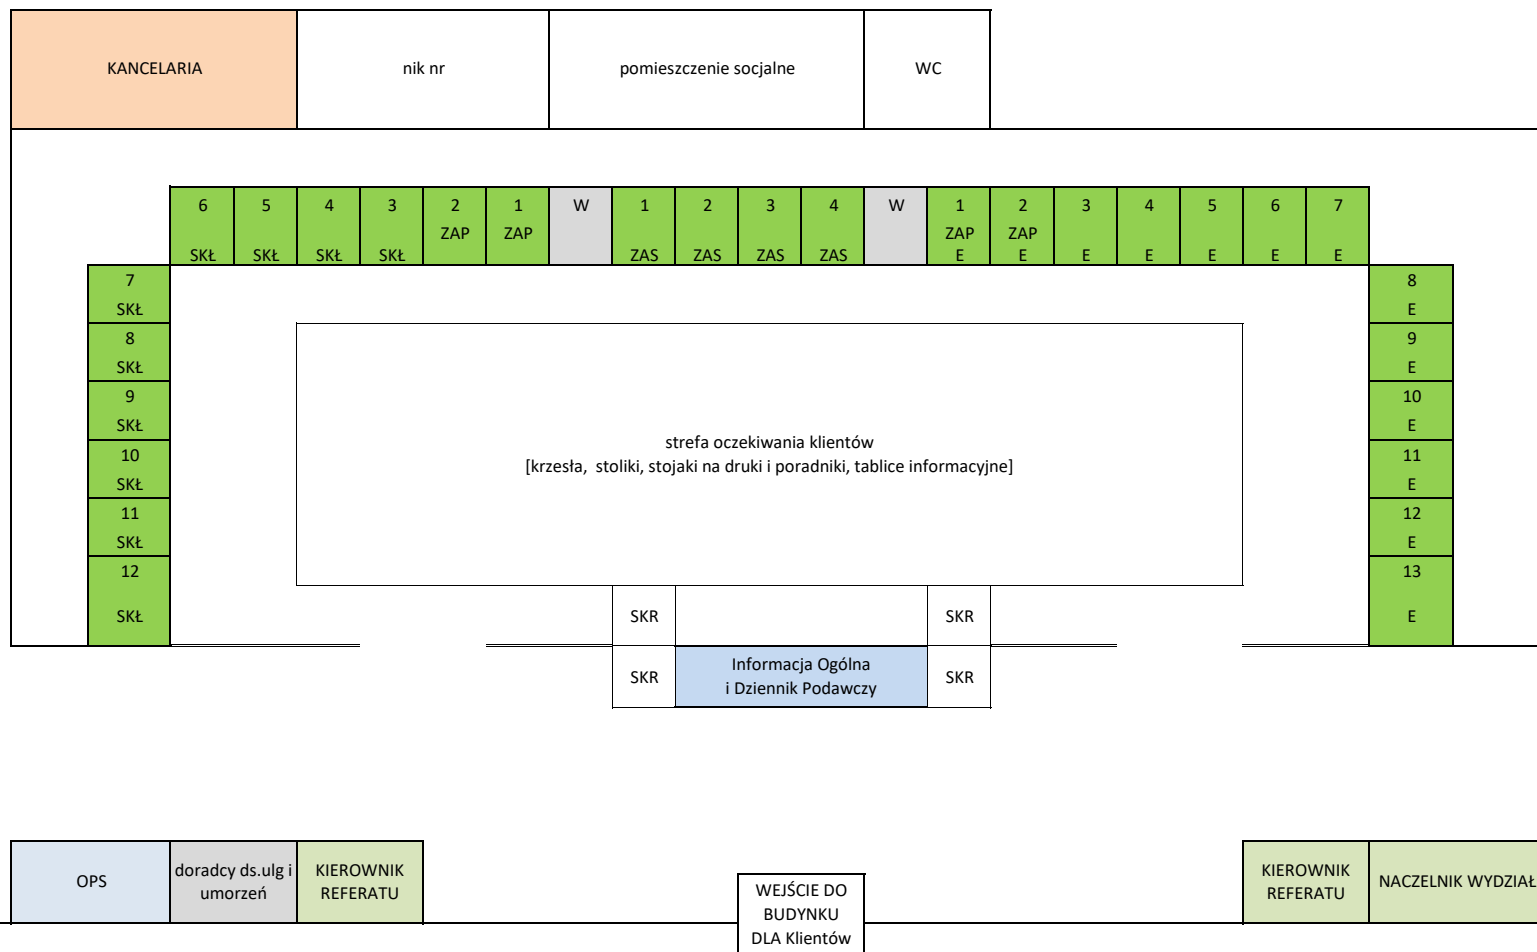 KANCELARIA nik nr pomieszczenie socjalne WC
6 5 4 3 2 1 W 1 2 3 4 W 1 2 3 4 5 6 7
ZAP ZAP ZAP ZAP
SKŁ SKŁ SKŁ SKŁ ZAS ZAS ZAS ZAS E E E E E E E
7 8
SKŁ E
8 9
SKŁ E
9 10
SKŁ E
10 11
SKŁ E
11 12
SKŁ E
12 13
SKŁ E
strefa oczekiwania klientów
[krzesła, stoliki, stojaki na druki i poradniki, tablice informacyjne]
SKR SKR
SKR Informacja Ogólna SKR
i Dziennik Podawczy
OPS
doradcy ds.ulg i
umorzeń
KIEROWNIK
REFERATU
WEJŚCIE DO
BUDYNKU
DLA Klientów
KIEROWNIK
REFERATU
NACZELNIK WYDZIAŁ